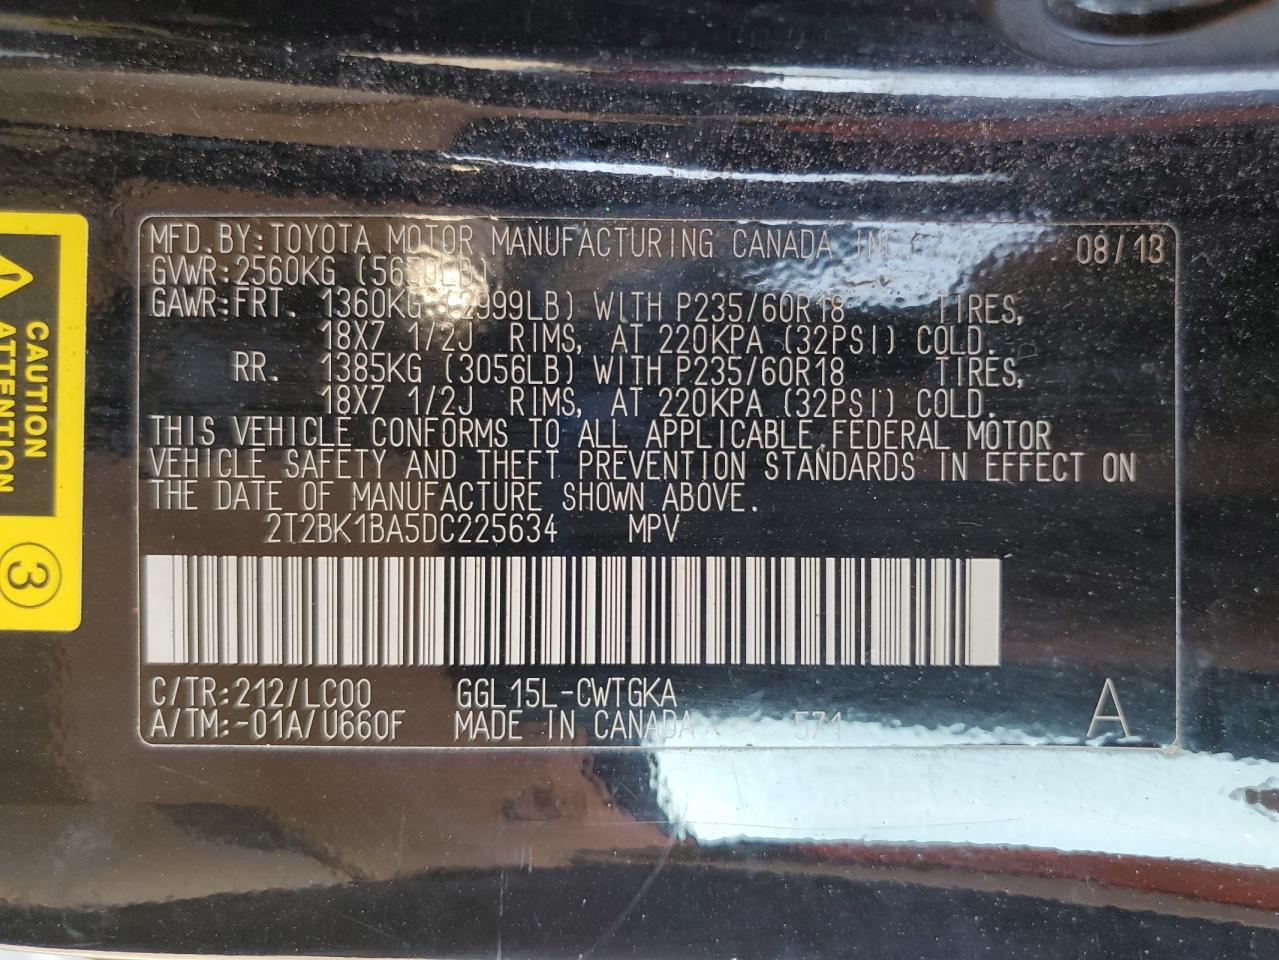 MFD.BY:TOYOTA MOTOR MANUFACTURING CANADA INC. 08/13
GVWR:2560KG (5650LB)
GAWR:FRT. 1360KG (2999LB) WITH P235/60R18 TIRES,
18X7 1/2J RIMS, AT 220KPA (32PSI) COLD.
RR. 1385KG (3056LB) WITH P235/60R18 TIRES,
18X7 1/2J RIMS, AT 220KPA (32PSI) COLD.
THIS VEHICLE CONFORMS TO ALL APPLICABLE FEDERAL MOTOR
VEHICLE SAFETY AND THEFT PREVENTION STANDARDS IN EFFECT ON
THE DATE OF MANUFACTURE SHOWN ABOVE.
2T2BK1BA5DC225634 MPV
C/TR:212/LC00 GGL15L-CWTGKA
A/TM:-01A/U660F MADE IN CANADA 571 A
CAUTION
ATTENTION
3